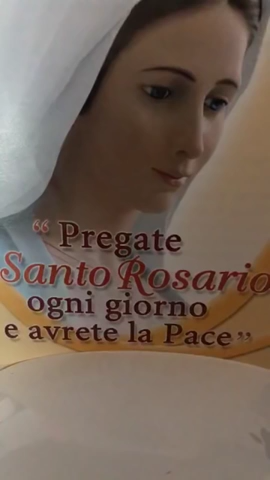 “ Pregate
Santo Rosario
ogni giorno
e avrete la Pace ”